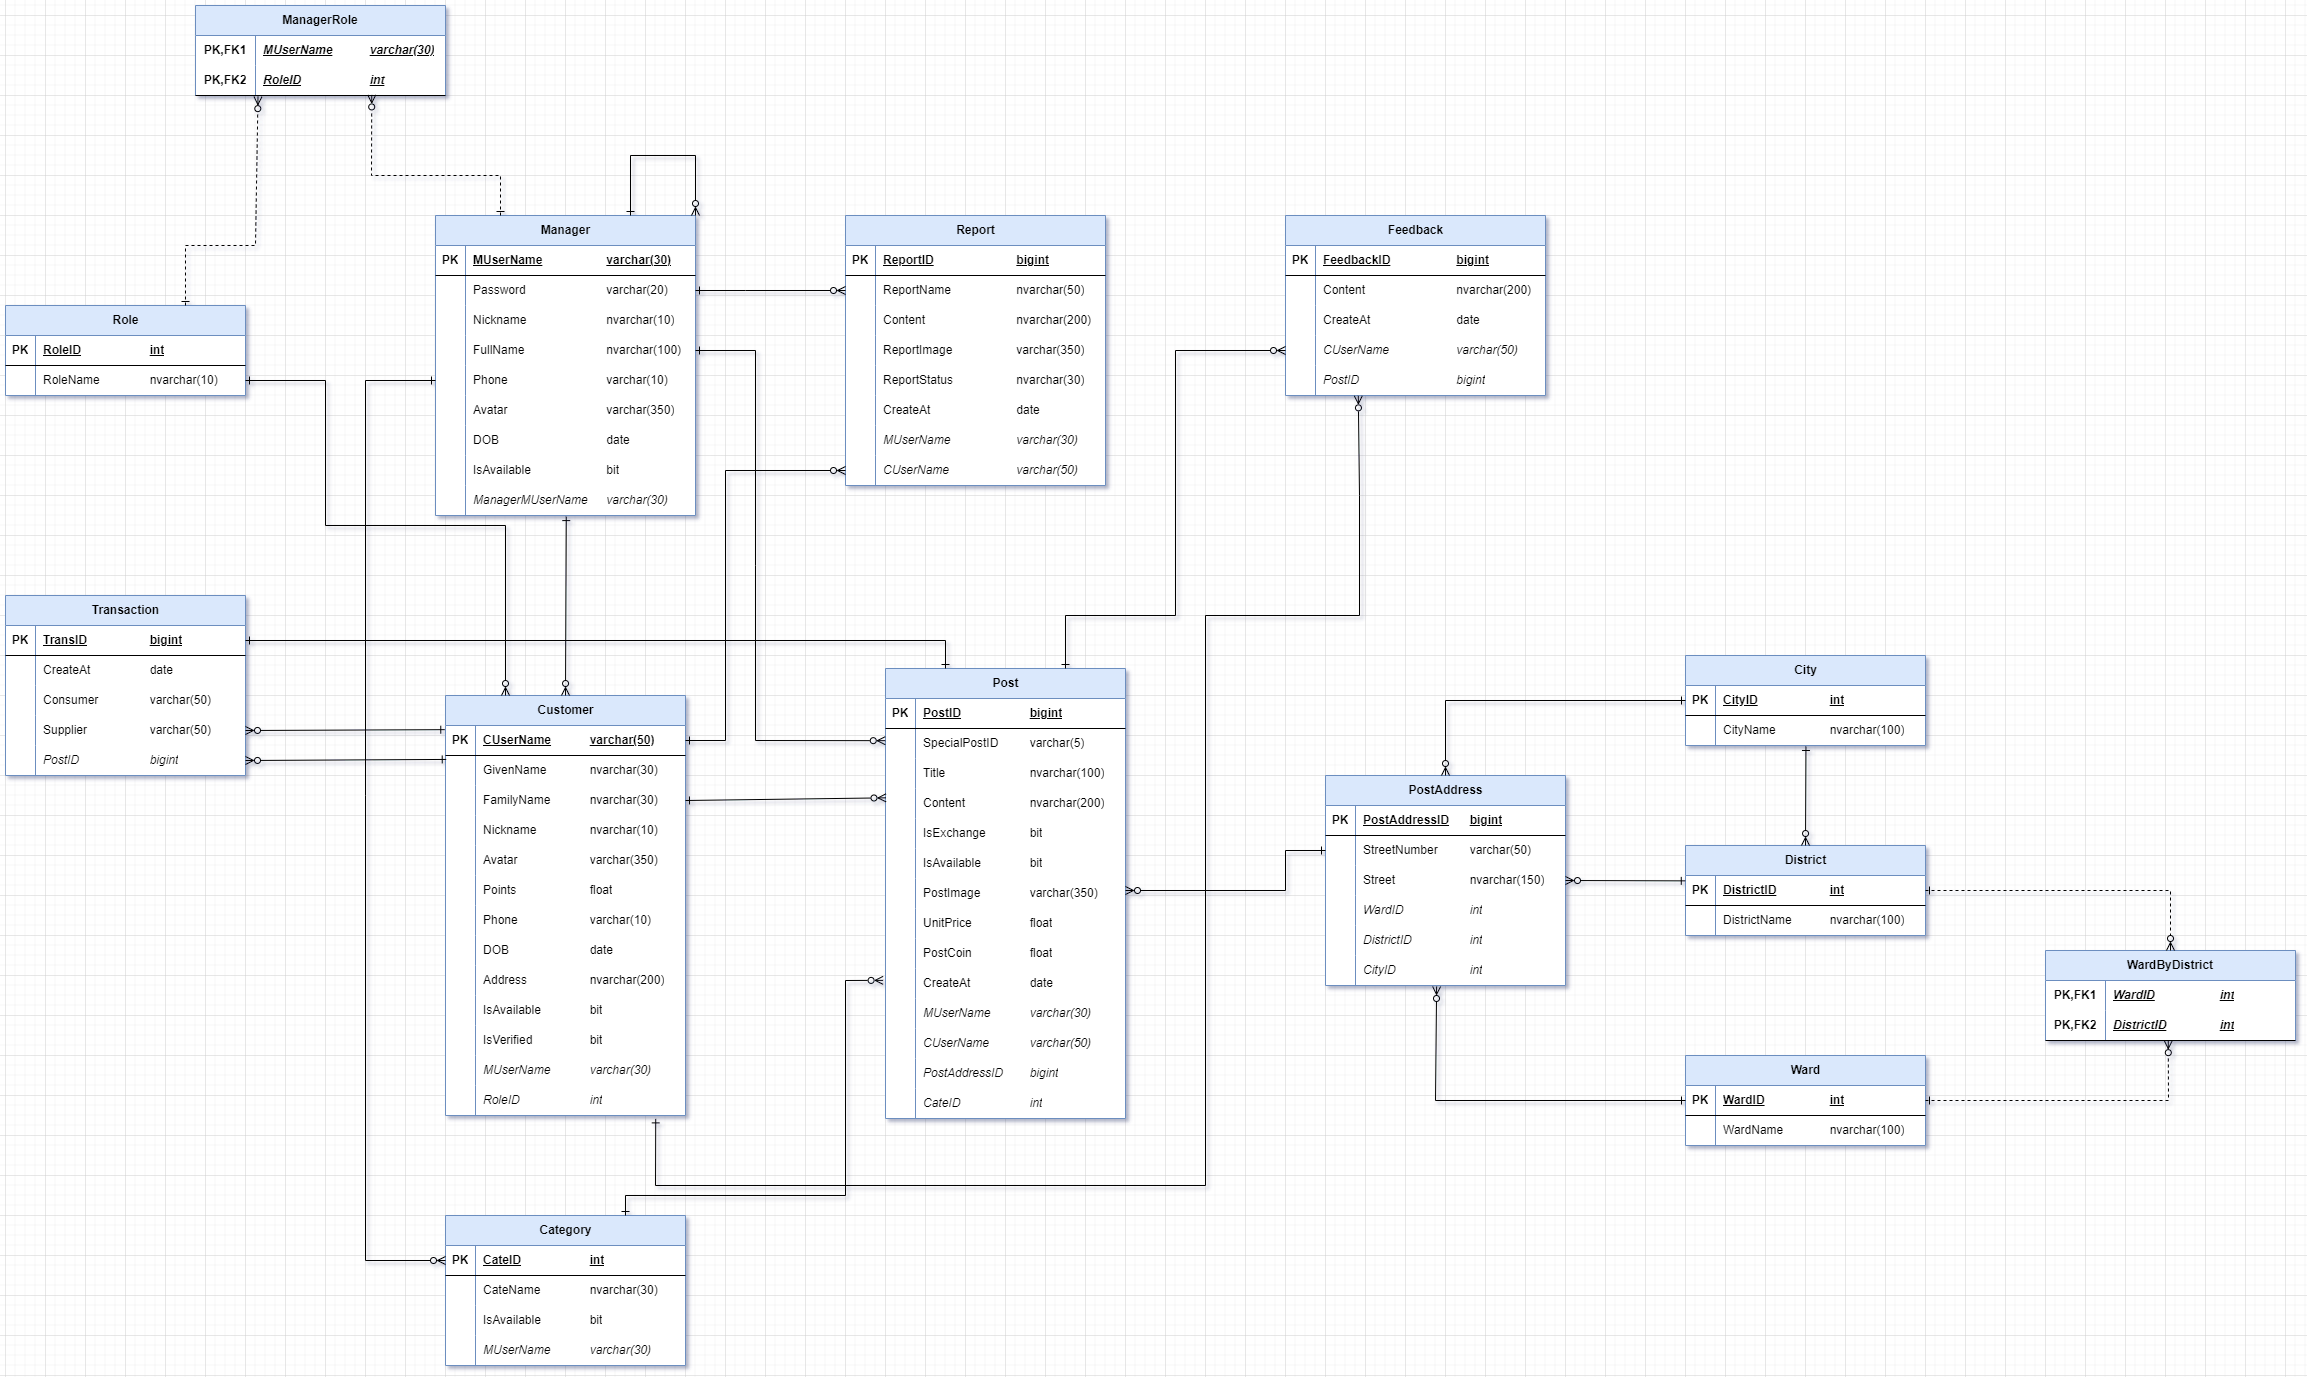 ManagerRole
PK,FK1 MUserName varchar(30)
PK,FK2 RoleID int
Manager
PK MUserName varchar(30)
Password varchar(20)
Nickname nvarchar(10)
FullName nvarchar(100)
Phone varchar(10)
Avatar varchar(350)
DOB date
IsAvailable bit
ManagerMUserName varchar(30)
Report
PK ReportID bigint
ReportName nvarchar(50)
Content nvarchar(200)
ReportImage varchar(350)
ReportStatus nvarchar(30)
CreateAt date
MUserName varchar(30)
CUserName varchar(50)
Feedback
PK FeedbackID bigint
Content nvarchar(200)
CreateAt date
CUserName varchar(50)
PostID bigint
Role
PK RoleID int
RoleName nvarchar(10)
Transaction
PK TransID bigint
CreateAt date
Consumer varchar(50)
Supplier varchar(50)
PostID bigint
Customer
PK CUserName varchar(50)
GivenName nvarchar(30)
FamilyName nvarchar(30)
Nickname nvarchar(10)
Avatar varchar(350)
Points float
Phone varchar(10)
DOB date
Address nvarchar(200)
IsAvailable bit
IsVerified bit
MUserName varchar(30)
RoleID int
Post
PK PostID bigint
SpecialPostID varchar(5)
Title nvarchar(100)
Content nvarchar(200)
IsExchange bit
IsAvailable bit
PostImage varchar(350)
UnitPrice float
PostCoin float
CreateAt date
MUserName varchar(30)
CUserName varchar(50)
PostAddressID bigint
CateID int
City
PK CityID int
CityName nvarchar(100)
PostAddress
PK PostAddressID bigint
StreetNumber varchar(50)
Street nvarchar(150)
WardID int
DistrictID int
CityID int
District
PK DistrictID int
DistrictName nvarchar(100)
WardByDistrict
PK,FK1 WardID int
PK,FK2 DistrictID int
Ward
PK WardID int
WardName nvarchar(100)
Category
PK CateID int
CateName nvarchar(30)
IsAvailable bit
MUserName varchar(30)